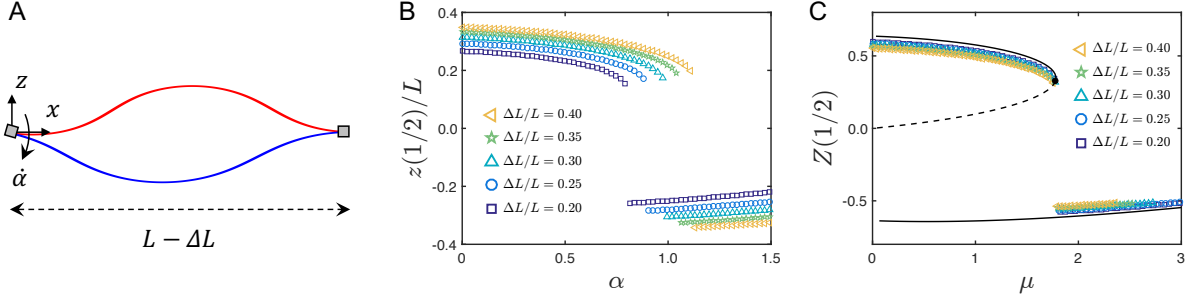 A
z
x
α̇
L − ΔL
B
z(1/2)/L
0.4
0.2
0.0
-0.2
0.4
ΔL/L = 0.40
ΔL/L = 0.35
ΔL/L = 0.30
ΔL/L = 0.25
ΔL/L = 0.20
0.0
0.5
1.0
1.5
α
C
Z(1/2)
0.5
0.0
-0.5
ΔL/L = 0.40
ΔL/L = 0.35
ΔL/L = 0.30
ΔL/L = 0.25
ΔL/L = 0.20
0
1
2
3
μ